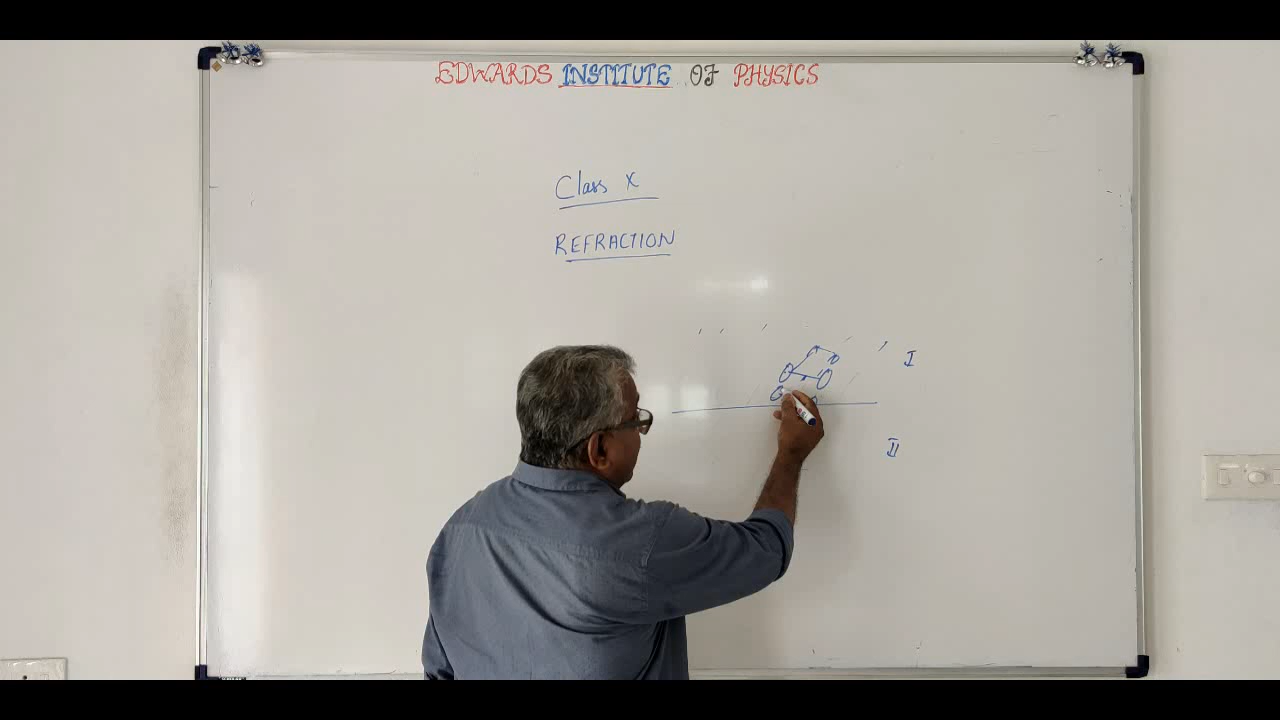 EDWARDS INSTITUTE OF PHYSICS
Class X
REFRACTION
I
II